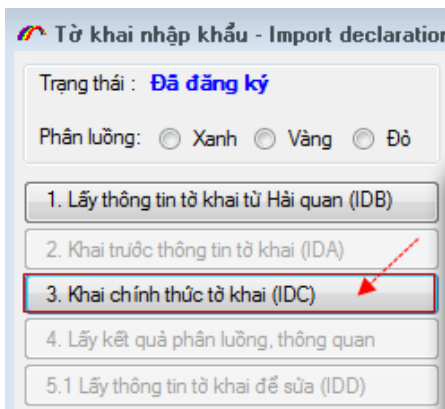 Tờ khai nhập khẩu - Import declaration
Trạng thái : Đã đăng ký
Phân luồng: Xanh Vàng Đỏ
1. Lấy thông tin tờ khai từ Hải quan (IDB)
2. Khai trước thông tin tờ khai (IDA)
3. Khai chính thức tờ khai (IDC)
4. Lấy kết quả phân luồng, thông quan
5.1 Lấy thông tin tờ khai để sửa (IDD)